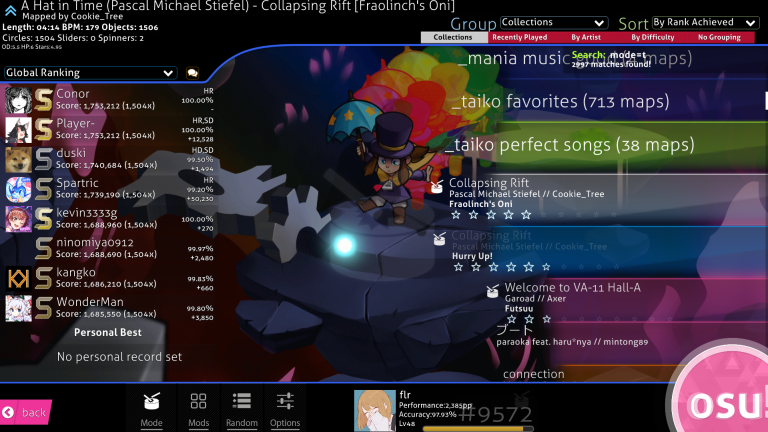 A Hat in Time (Pascal Michael Stiefel) - Collapsing Rift [Fraolinch's Oni]
Mapped by Cookie_Tree
Length: 04:14 BPM: 179 Objects: 1506
Circles: 1504 Sliders: 0 Spinners: 2
OD:5.5 HP:6 Stars:4.95
Group Collections
Sort By Rank Achieved
Collections Recently Played By Artist By Difficulty No Grouping
Search: mode=t
2997 matches found!
Global Ranking
Conor
Score: 1,753,212 (1,504x)
HR
100.00%
-
Player-
Score: 1,753,212 (1,504x)
HR,SD
100.00%
+12,528
duski
Score: 1,740,684 (1,504x)
HD,SD
99.50%
+1,494
Spartric
Score: 1,739,190 (1,504x)
HR
99.20%
+50,230
kevin3333g
Score: 1,688,960 (1,504x)
100.00%
+270
ninomiya0912
Score: 1,688,690 (1,504x)
99.97%
+2,480
kangko
Score: 1,686,210 (1,504x)
99.83%
+660
WonderMan
Score: 1,685,550 (1,504x)
99.80%
+3,850
Personal Best
No personal record set
_mania music maps)
_taiko favorites (713 maps)
_taiko perfect songs (38 maps)
Collapsing Rift
Pascal Michael Stiefel // Cookie_Tree
Fraolinch's Oni
Collapsing Rift
Pascal Michael Stiefel // Cookie_Tree
Hurry Up!
Welcome to VA-11 Hall-A
Garoad // Axer
Futsuu
ブート
paraoka feat. haru*nya // mintong89
connection
back
Mode
Mods
Random
Options
flr
Performance:2,385pp
Accuracy:97.93%
Lv48
#9572
osu!